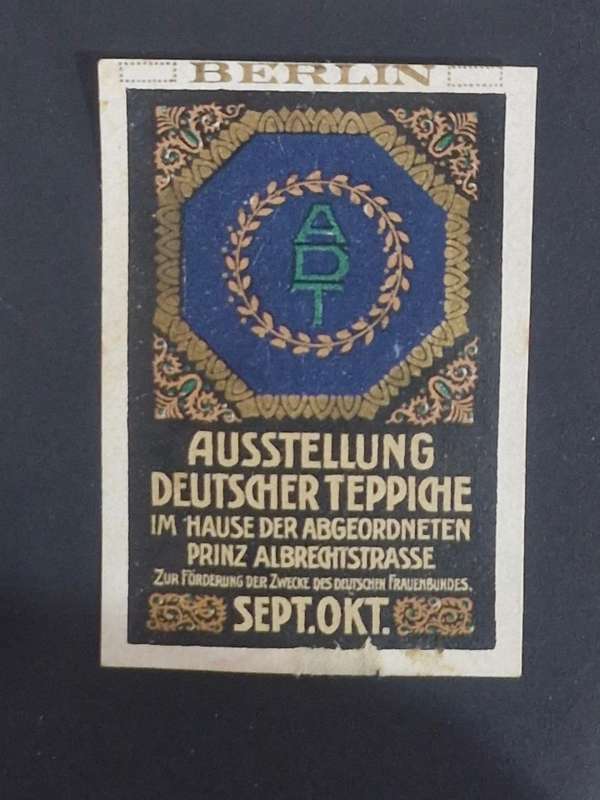 BERLIN
ADT
AUSSTELLUNG
DEUTSCHER TEPPICHE
IM HAUSE DER ABGEORDNETEN
PRINZ ALBRECHTSTRASSE
ZUR FÖRDERUNG DER ZWECKE DES DEUTSCHEN FRAUENBUNDES.
SEPT. OKT.